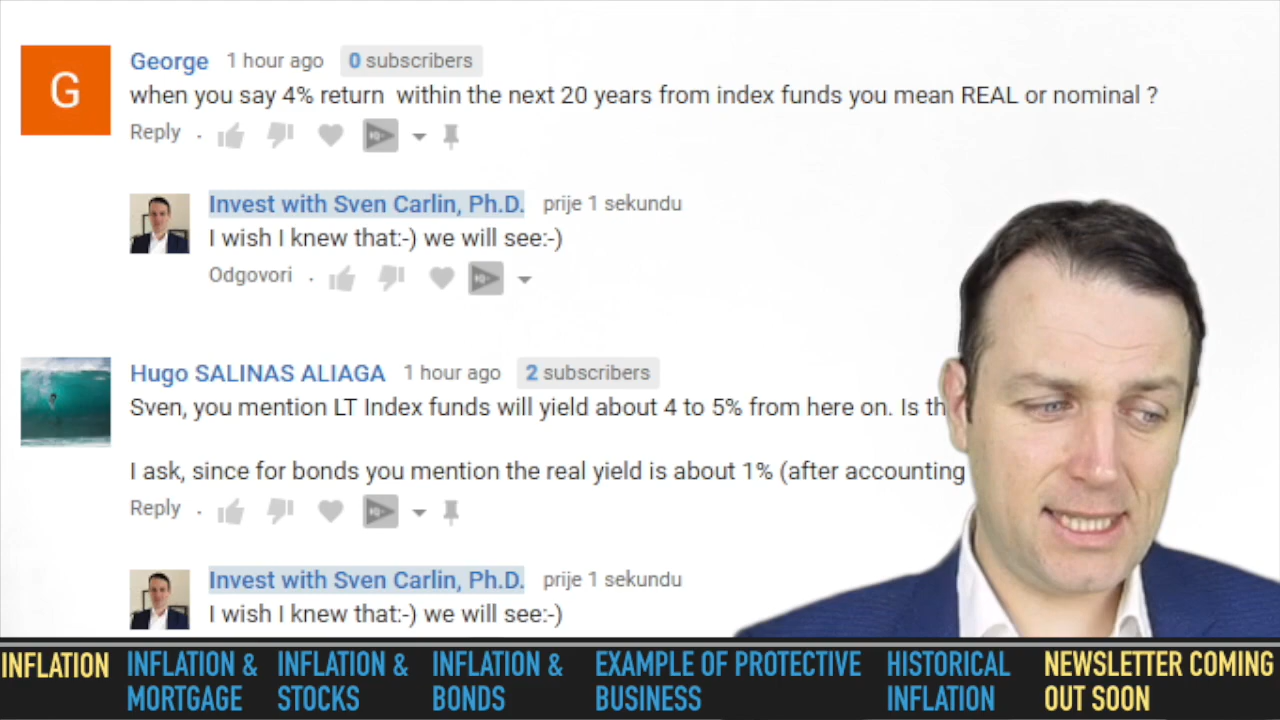 G
George 1 hour ago 0 subscribers
when you say 4% return within the next 20 years from index funds you mean REAL or nominal ?
Reply .
Invest with Sven Carlin, Ph.D. prije 1 sekundu
I wish I knew that:-) we will see:-)
Odgovori .
Hugo SALINAS ALIAGA 1 hour ago 2 subscribers
Sven, you mention LT Index funds will yield about 4 to 5% from here on. Is
I ask, since for bonds you mention the real yield is about 1% (after accounting
Reply .
Invest with Sven Carlin, Ph.D. prije 1 sekundu
I wish I knew that:-) we will see:-)
INFLATION
INFLATION &
MORTGAGE
INFLATION &
STOCKS
INFLATION &
BONDS
EXAMPLE OF PROTECTIVE
BUSINESS
HISTORICAL
INFLATION
NEWSLETTER COMING
OUT SOON